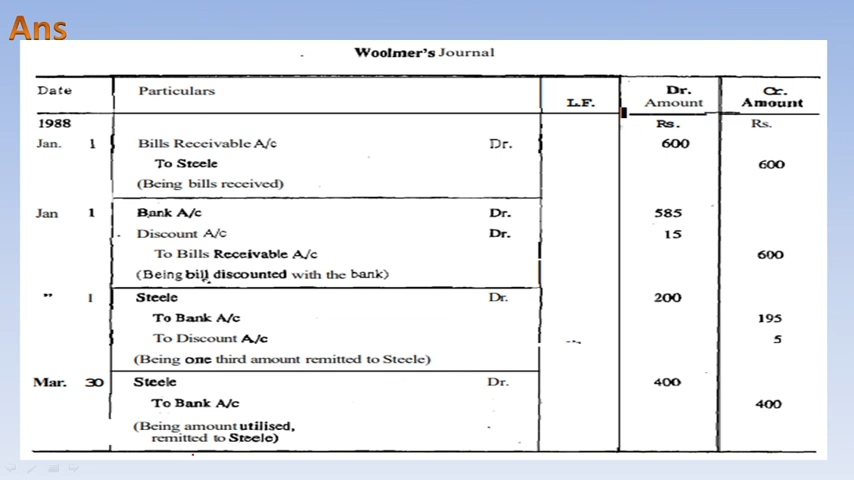 Ans
Woolmer's Journal
Date Particulars L.F. Dr. Amount Cr. Amount
1988 Rs. Rs.
Jan. 1 Bills Receivable A/c Dr. 600
To Steele 600
(Being bills received)
Jan 1 Bank A/c Dr. 585
Discount A/c Dr. 15
To Bills Receivable A/c 600
(Being bill discounted with the bank)
" 1 Steele Dr. 200
To Bank A/c 195
To Discount A/c 5
(Being one third amount remitted to Steele)
Mar. 30 Steele Dr. 400
To Bank A/c 400
(Being amount utilised,
remitted to Steele)